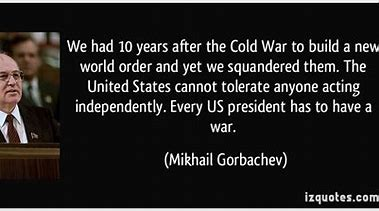 We had 10 years after the Cold War to build a new
world order and yet we squandered them. The
United States cannot tolerate anyone acting
independently. Every US president has to have a
war.
(Mikhail Gorbachev)
izquotes.com